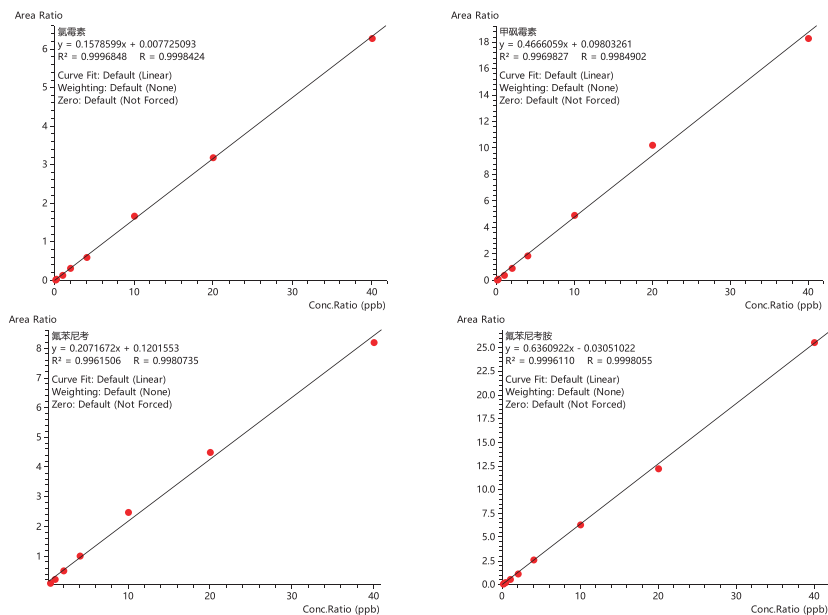 Area Ratio
氯霉素
y = 0.1578599x + 0.007725093
R² = 0.9996848 R = 0.9998424
Curve Fit: Default (Linear)
Weighting: Default (None)
Zero: Default (Not Forced)
6
5
4
3
2
1
0
0 10 20 30 40
Conc.Ratio (ppb)
Area Ratio
甲砜霉素
y = 0.4666059x + 0.09803261
R² = 0.9969827 R = 0.9984902
Curve Fit: Default (Linear)
Weighting: Default (None)
Zero: Default (Not Forced)
18
16
14
12
10
8
6
4
2
0
0 10 20 30 40
Conc.Ratio (ppb)
Area Ratio
氟苯尼考
y = 0.2071672x + 0.1201553
R² = 0.9961506 R = 0.9980735
Curve Fit: Default (Linear)
Weighting: Default (None)
Zero: Default (Not Forced)
8
7
6
5
4
3
2
1
10 20 30 40
Conc.Ratio (ppb)
Area Ratio
氟苯尼考胺
y = 0.6360922x - 0.03051022
R² = 0.9996110 R = 0.9998055
Curve Fit: Default (Linear)
Weighting: Default (None)
Zero: Default (Not Forced)
25.0
22.5
20.0
17.5
15.0
12.5
10.0
7.5
5.0
2.5
0.0
0 10 20 30 40
Conc.Ratio (ppb)